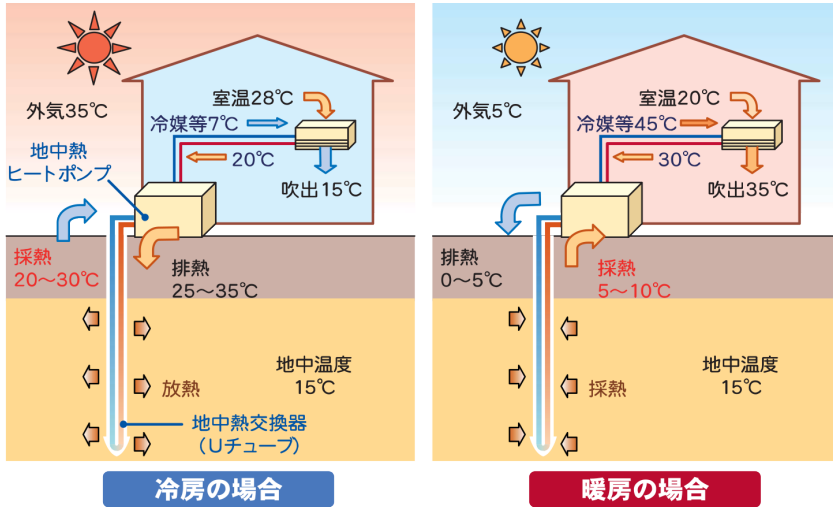 外気35℃
室温28℃
冷媒等7℃
20℃
吹出15℃
地中熱
ヒートポンプ
採熱
20〜30℃
排熱
25〜35℃
放熱
地中温度
15℃
地中熱交換器
（Uチューブ）
冷房の場合
外気5℃
室温20℃
冷媒等45℃
30℃
吹出35℃
排熱
0〜5℃
採熱
5〜10℃
採熱
地中温度
15℃
暖房の場合